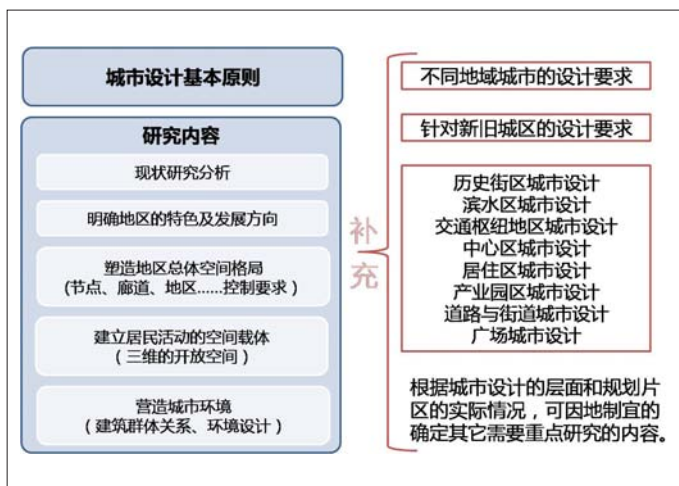 城市设计基本原则
研究内容
现状研究分析
明确地区的特色及发展方向
塑造地区总体空间格局
(节点、廊道、地区......控制要求)
建立居民活动的空间载体
(三维的开放空间)
营造城市环境
(建筑群体关系、环境设计)
补
充
不同地域城市的设计要求
针对新旧城区的设计要求
历史街区城市设计
滨水区城市设计
交通枢纽地区城市设计
中心区城市设计
居住区城市设计
产业园区城市设计
道路与街道城市设计
广场城市设计
根据城市设计的层面和规划片
区的实际情况，可因地制宜的
确定其它需要重点研究的内容。